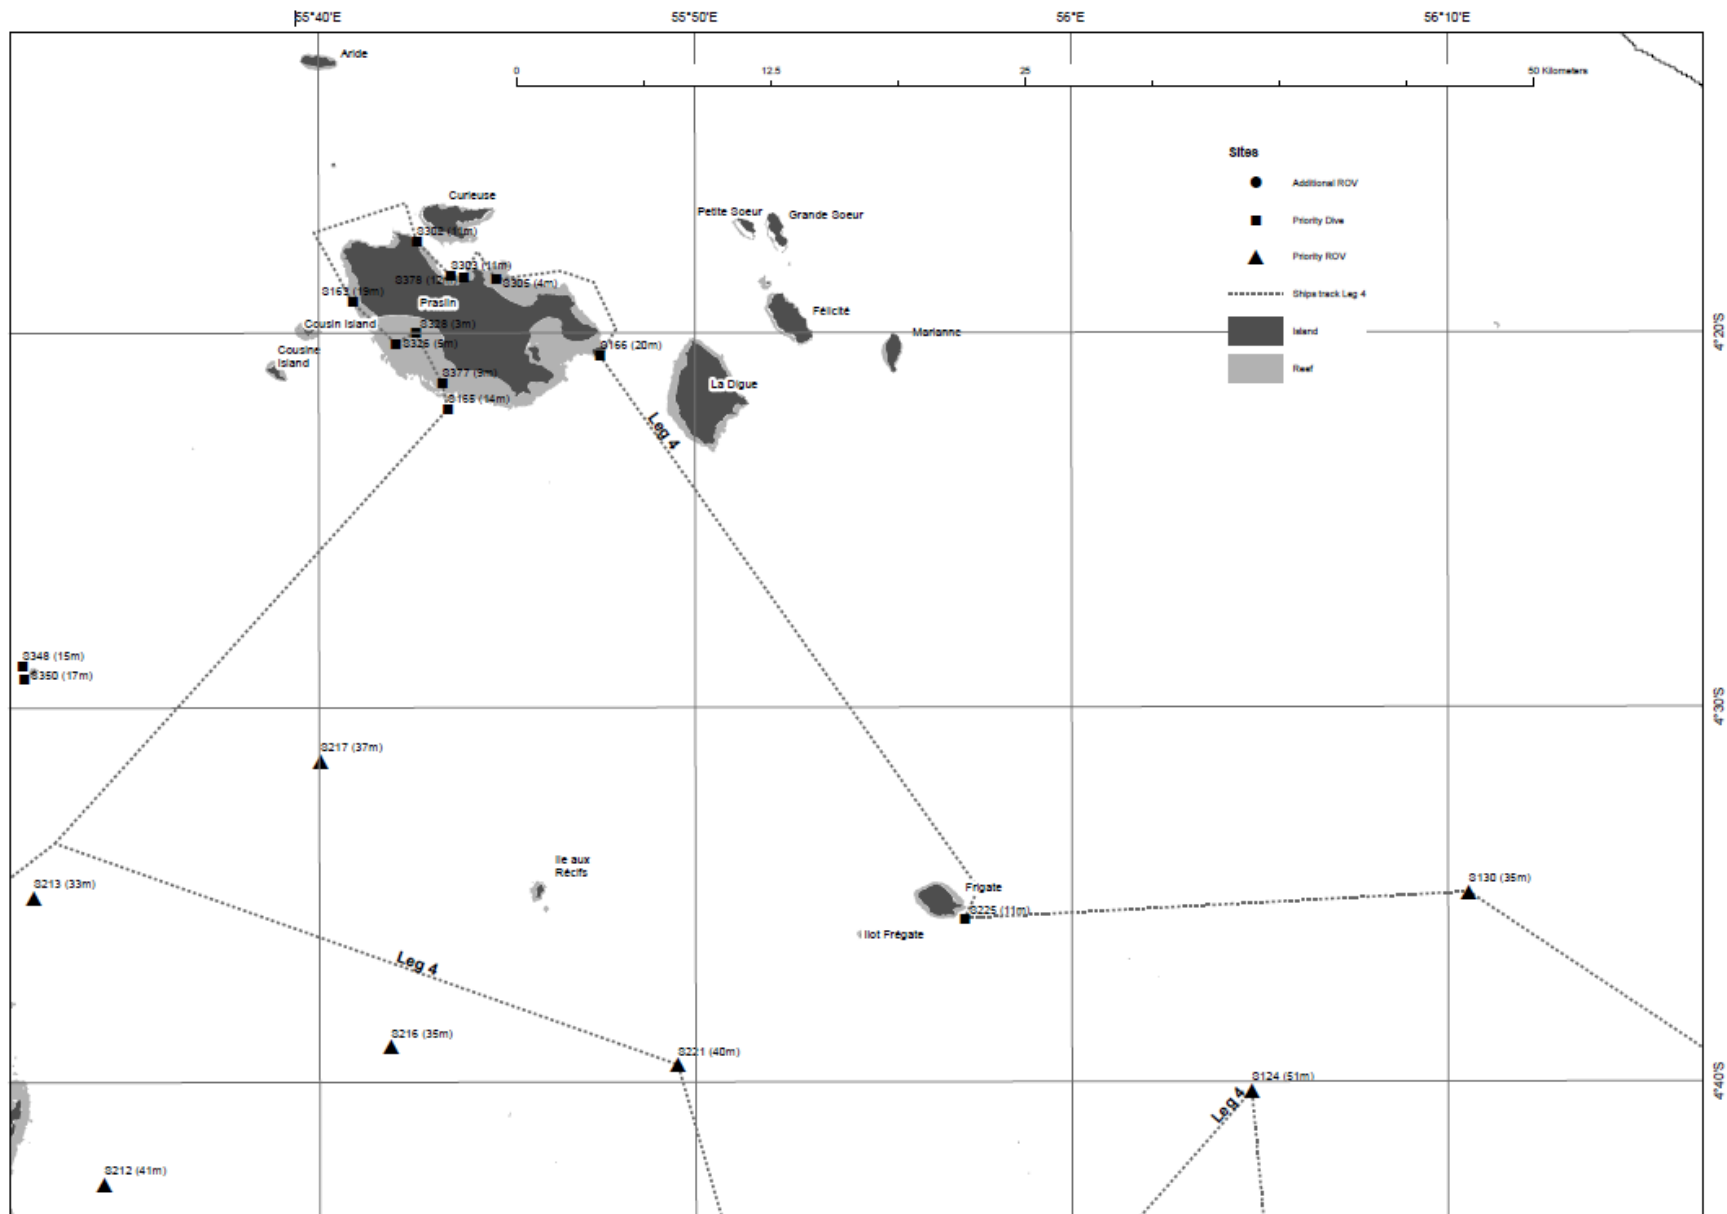 55°40'E
55°50'E
56°E
56°10'E
Aride
0
12.5
25
50 Kilometers
Sites
Additional ROV
Priority Dive
Priority ROV
Ships track Leg 4
Island
Reef
Curieuse
Petite Soeur
Grande Soeur
S302 (11m)
S303 (11m)
S378 (12m)
S305 (4m)
S163 (19m)
Praslin
Félicité
Cousin Island
S328 (3m)
Marianne
4°20'S
S326 (5m)
S166 (20m)
Cousine
Island
S377 (9m)
La Digue
S165 (14m)
Leg 4
S348 (15m)
S350 (17m)
4°30'S
S217 (37m)
Ile aux
Récifs
S213 (33m)
Frigate
S130 (35m)
S225 (11m)
Ilot Frégate
Leg 4
S216 (35m)
S221 (40m)
S124 (51m)
4°40'S
Leg 4
S212 (41m)